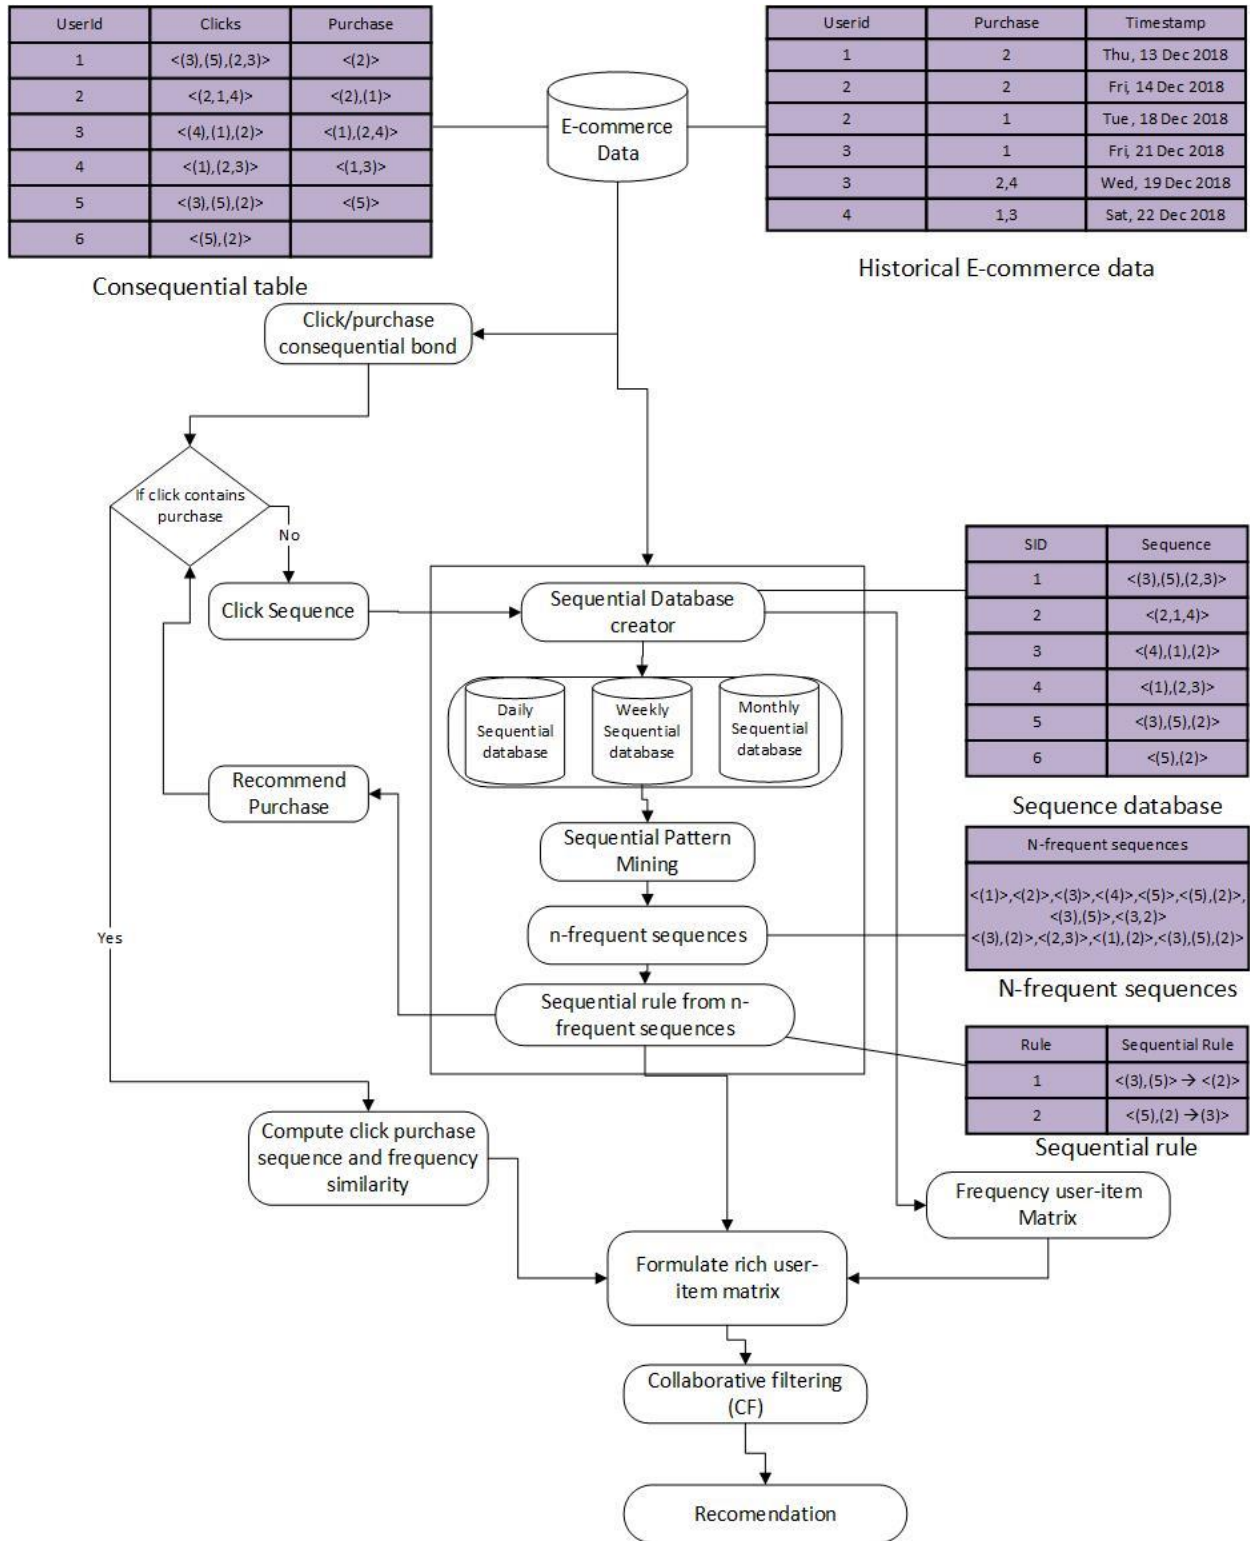 UserId Clicks Purchase
1 <(3),(5),(2,3)> <(2)>
2 <(2,1,4)> <(2),(1)>
3 <(4),(1),(2)> <(1),(2,4)>
4 <(1),(2,3)> <(1,3)>
5 <(3),(5),(2)> <(5)>
6 <(5),(2)>
Consequential table
E-commerce
Data
Userid Purchase Timestamp
1 2 Thu, 13 Dec 2018
2 2 Fri, 14 Dec 2018
2 1 Tue, 18 Dec 2018
3 1 Fri, 21 Dec 2018
3 2,4 Wed, 19 Dec 2018
4 1,3 Sat, 22 Dec 2018
Historical E-commerce data
Click/purchase
consequential bond
If click contains
purchase
No
Click Sequence
Sequential Database
creator
SID Sequence
1 <(3),(5),(2,3)>
2 <(2,1,4)>
3 <(4),(1),(2)>
4 <(1),(2,3)>
5 <(3),(5),(2)>
6 <(5),(2)>
Sequence database
Daily
Sequential
database
Weekly
Sequential
database
Monthly
Sequential
database
Recommend
Purchase
Sequential Pattern
Mining
N-frequent sequences
<(1)>,<(2)>,<(3)>,<(4)>,<(5)>,<(5),(2)>,
<(3),(5)>,<(3,2)>
<(3),(2)>,<(2,3)>,<(1),(2)>,<(3),(5),(2)>
N-frequent sequences
Yes
n-frequent sequences
Sequential rule from n-
frequent sequences
Rule Sequential Rule
1 <(3),(5)> → <(2)>
2 <(5),(2) →(3)>
Sequential rule
Compute click purchase
sequence and frequency
similarity
Frequency user-item
Matrix
Formulate rich user-
item matrix
Collaborative filtering
(CF)
Recomendation